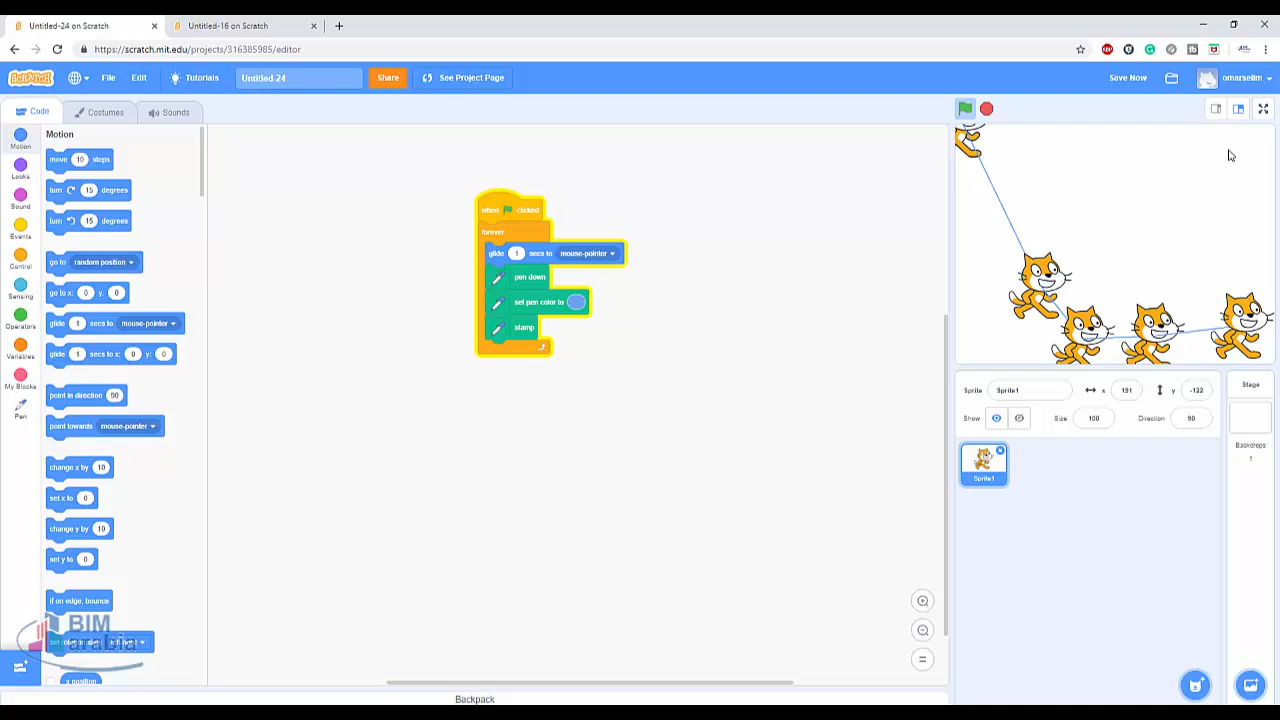 Untitled-24 on Scratch
Untitled-16 on Scratch
https://scratch.mit.edu/projects/316385985/editor
SCRATCH
File
Edit
Tutorials
Untitled-24
Share
See Project Page
Save Now
omarselim
Code
Costumes
Sounds
Motion
Looks
Sound
Events
Control
Sensing
Operators
Variables
My Blocks
Pen
Motion
move 10 steps
turn 15 degrees
turn 15 degrees
go to random position
go to x: 0 y: 0
glide 1 secs to mouse-pointer
glide 1 secs to x: 0 y: 0
point in direction 90
point towards mouse-pointer
change x by 10
set x to 0
change y by 10
set y to 0
if on edge, bounce
x position
BIM
arabia
when clicked
forever
glide 1 secs to mouse-pointer
pen down
set pen color to
stamp
Sprite
Sprite1
x
191
y
-122
Show
Size
100
Direction
90
Sprite1
Stage
Backdrops
1
Backpack